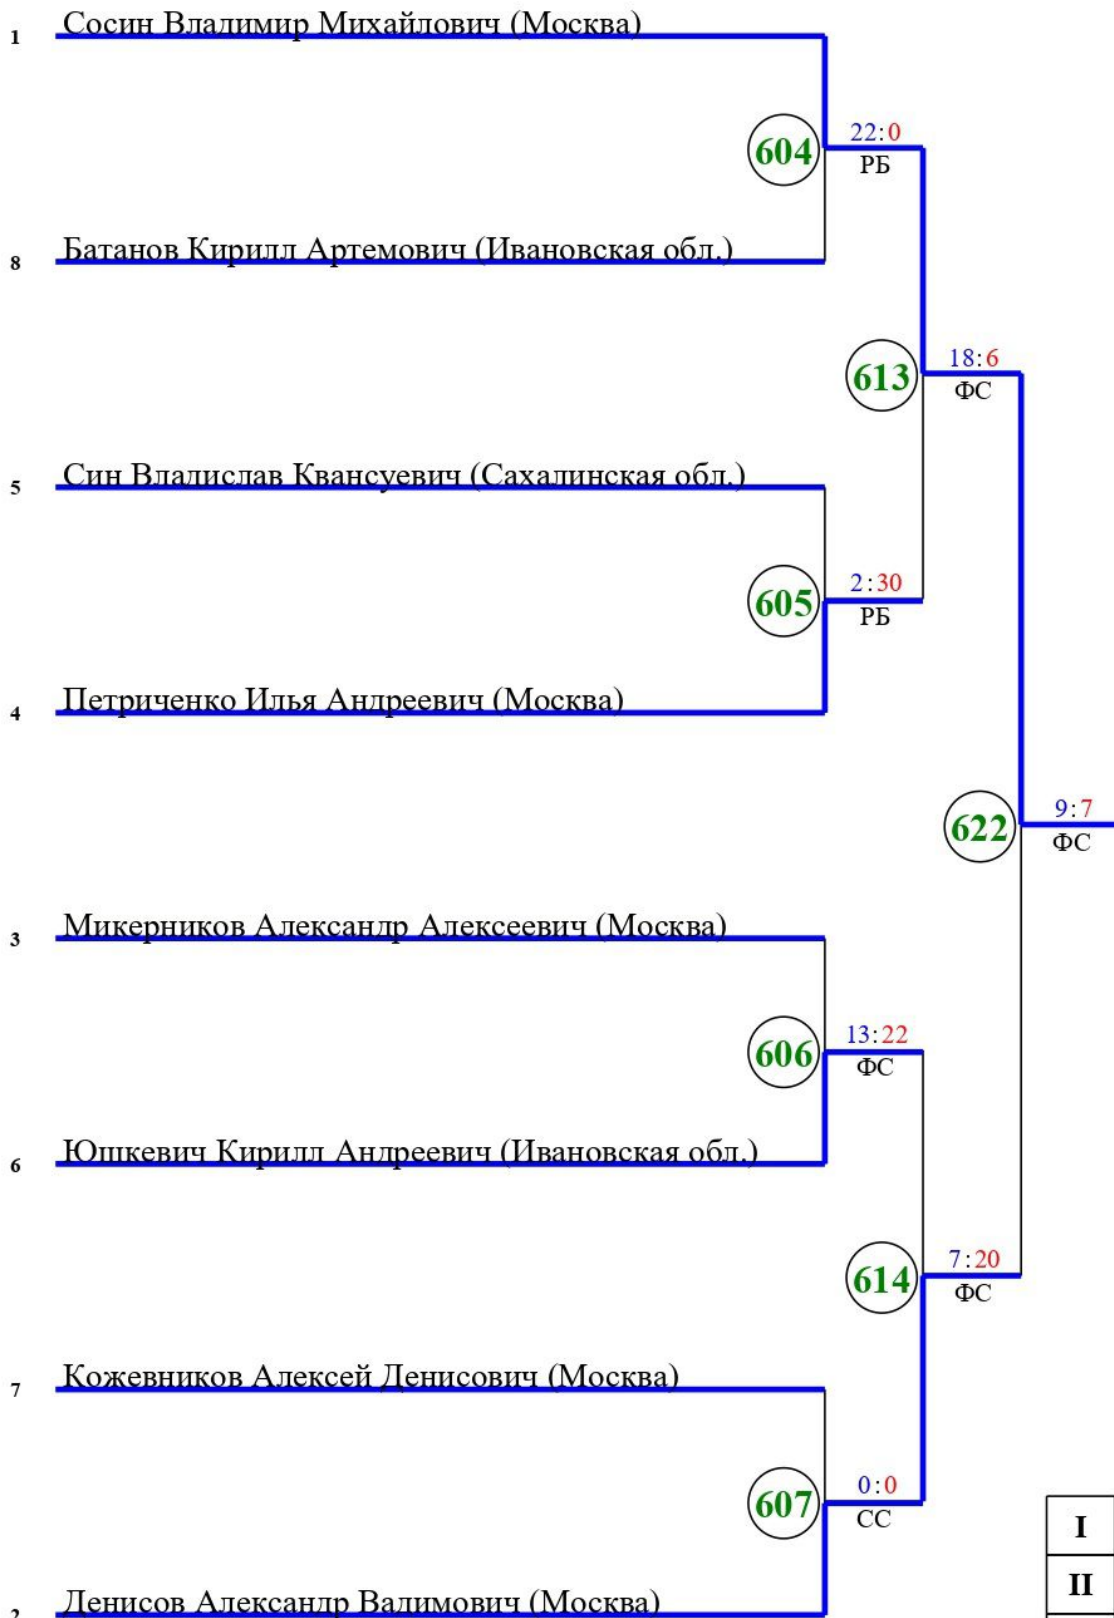 1 Сосин Владимир Михайлович (Москва)
604 22:0
РБ
8 Батанов Кирилл Артемович (Ивановская обл.)
613 18:6
ФС
5 Син Владислав Квансуевич (Сахалинская обл.)
605 2:30
РБ
4 Петриченко Илья Андреевич (Москва)
622 9:7
ФС
3 Микерников Александр Алексеевич (Москва)
606 13:22
ФС
6 Юшкевич Кирилл Андреевич (Ивановская обл.)
614 7:20
ФС
7 Кожевников Алексей Денисович (Москва)
607 0:0
СС
I
II
2 Денисов Александр Вадимович (Москва)